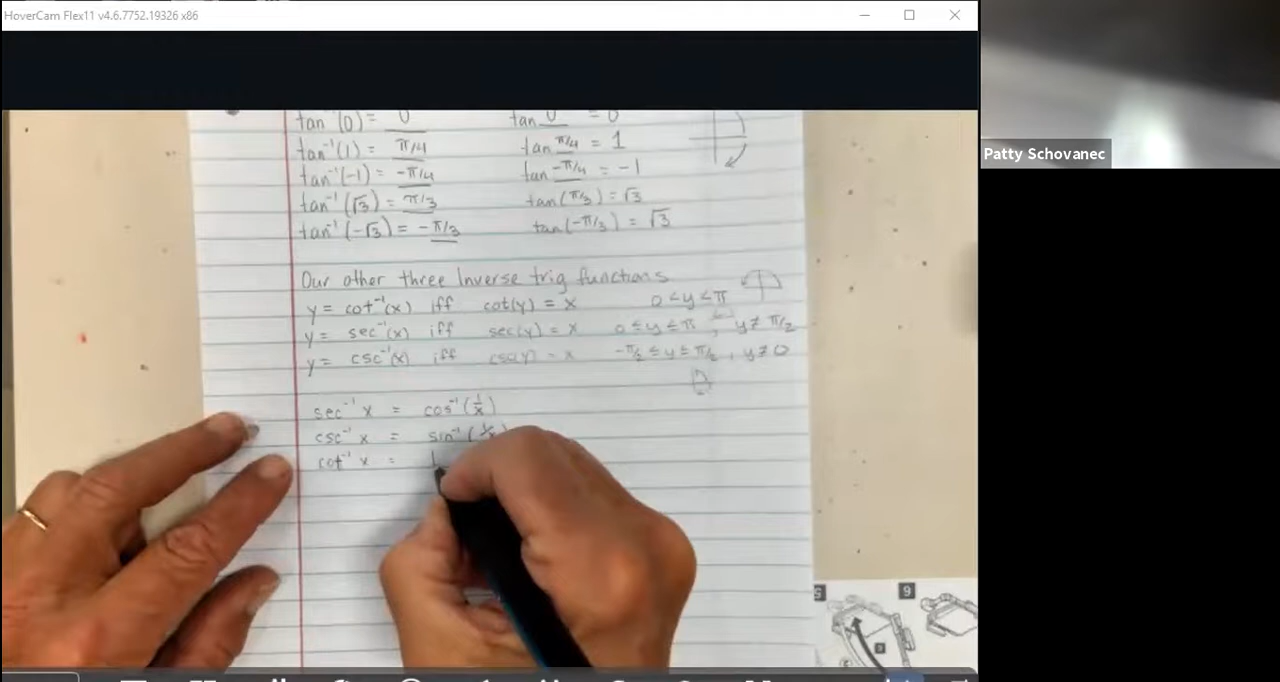 HoverCam Flex11 v4.6.7752.19326 x86
Patty Schovanec
tan⁻¹(0) = 0 tan 0 = 0
tan⁻¹(1) = π/4 tan π/4 = 1
tan⁻¹(-1) = -π/4 tan -π/4 = -1
tan⁻¹(√3) = π/3 tan(π/3) = √3
tan⁻¹(-√3) = -π/3 tan(-π/3) = √3
Our other three Inverse trig functions
y = cot⁻¹(x) iff cot(y) = x 0 < y < π
y = sec⁻¹(x) iff sec(y) = x 0 ≤ y ≤ π , y ≠ π/2
y = csc⁻¹(x) iff csc(y) = x -π/2 ≤ y ≤ π/2 , y ≠ 0
sec⁻¹ x = cos⁻¹(1/x)
csc⁻¹ x = sin⁻¹(1/x)
cot⁻¹ x =
5 6